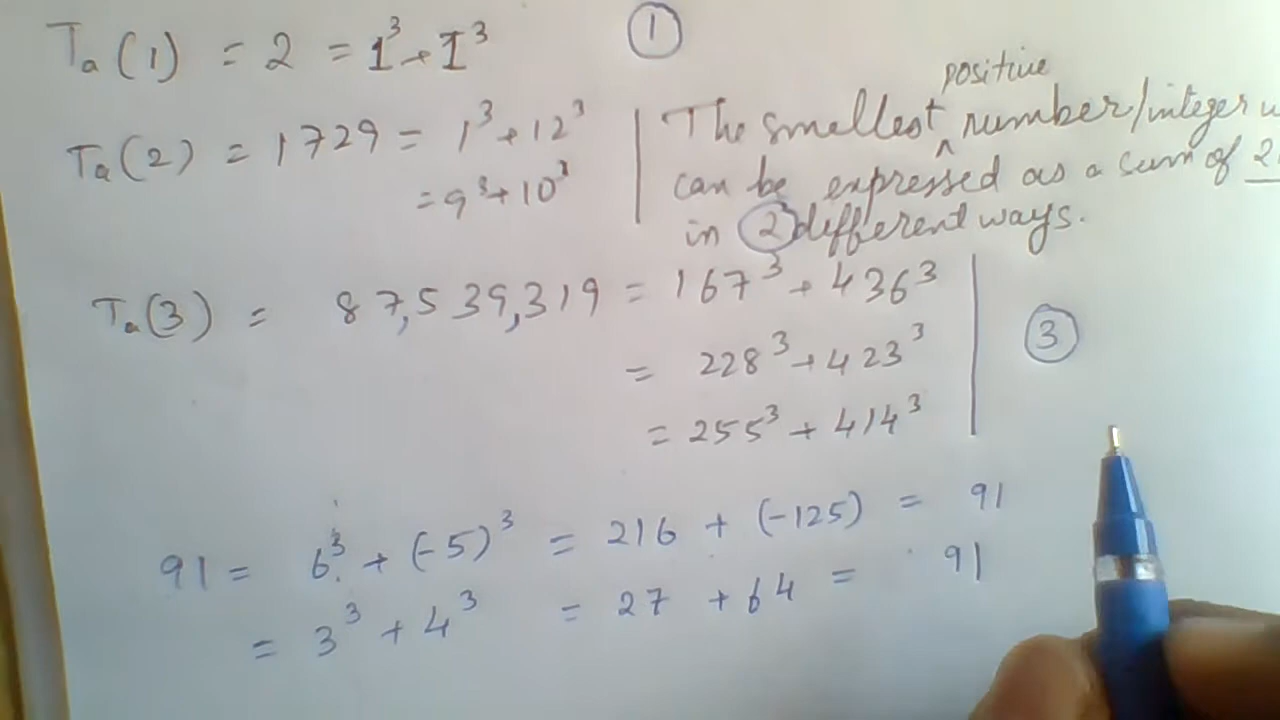 Ta(1) = 2 = 1³+1³ ①
positive
Ta(2) = 1729 = 1³+12³
= 9³+10³
The smallest ^ number/integer
can be expressed as a sum of 2
in ② different ways.
Ta(3) = 87,539,319 = 167³ + 436³
= 228³ + 423³ ③
= 255³ + 414³
91 = 6³ + (-5)³ = 216 + (-125) = 91
= 3³ + 4³ = 27 + 64 = 91